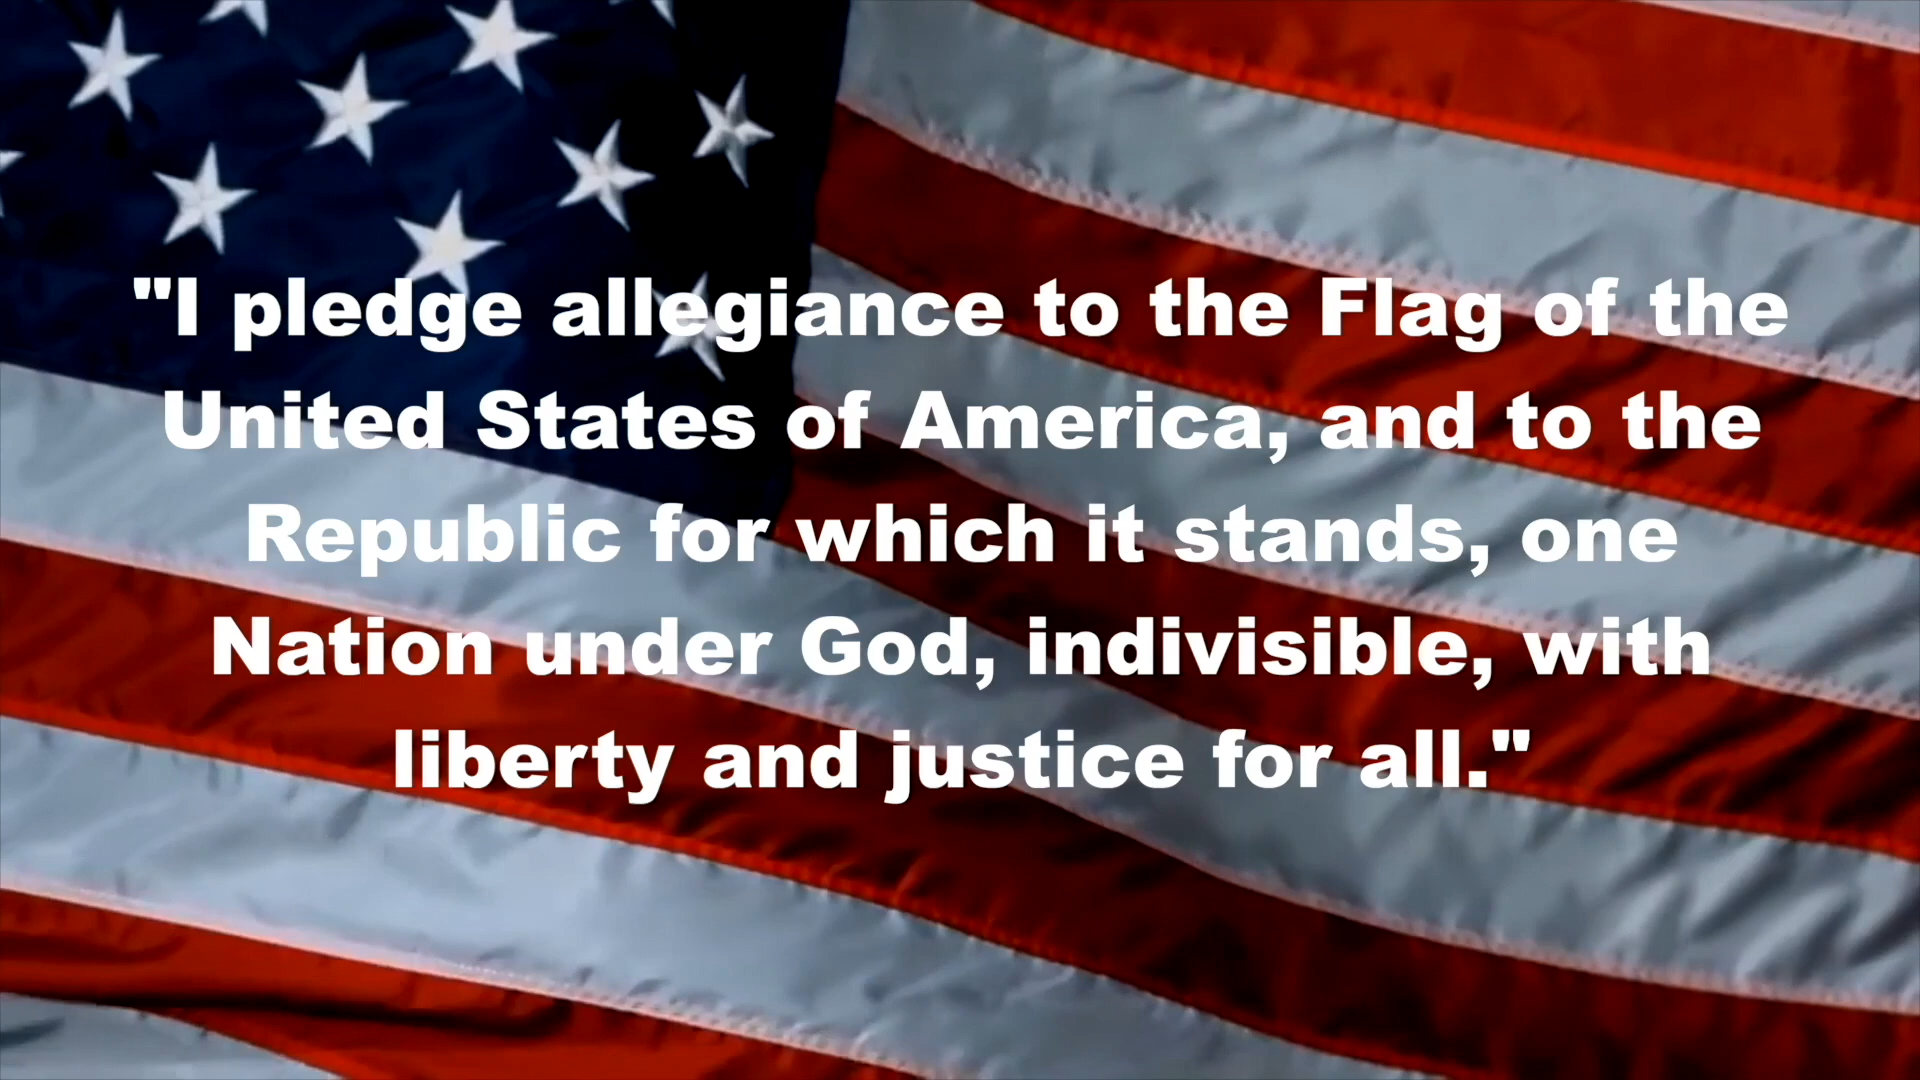 "I pledge allegiance to the Flag of the
United States of America, and to the
Republic for which it stands, one
Nation under God, indivisible, with
liberty and justice for all."